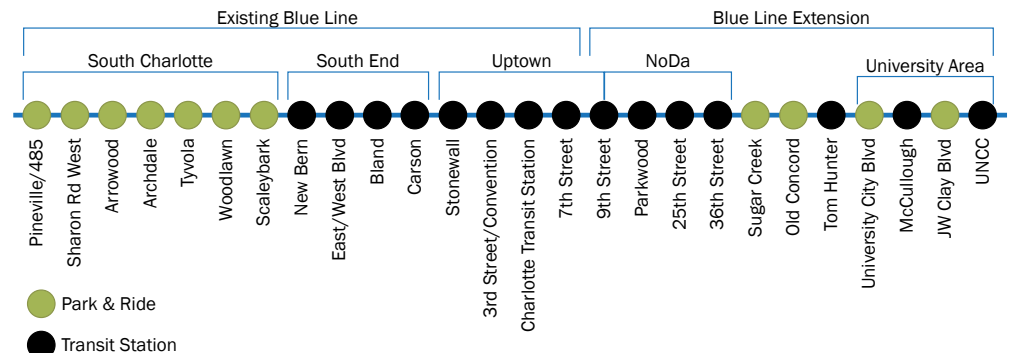 Existing Blue Line
Blue Line Extension
South Charlotte
South End
Uptown
NoDa
University Area
Pineville/485
Sharon Rd West
Arrowood
Archdale
Tyvola
Woodlawn
Scaleybark
New Bern
East/West Blvd
Bland
Carson
Stonewall
3rd Street/Convention
Charlotte Transit Station
7th Street
9th Street
Parkwood
25th Street
36th Street
Sugar Creek
Old Concord
Tom Hunter
University City Blvd
McCullough
JW Clay Blvd
UNCC
Park & Ride
Transit Station